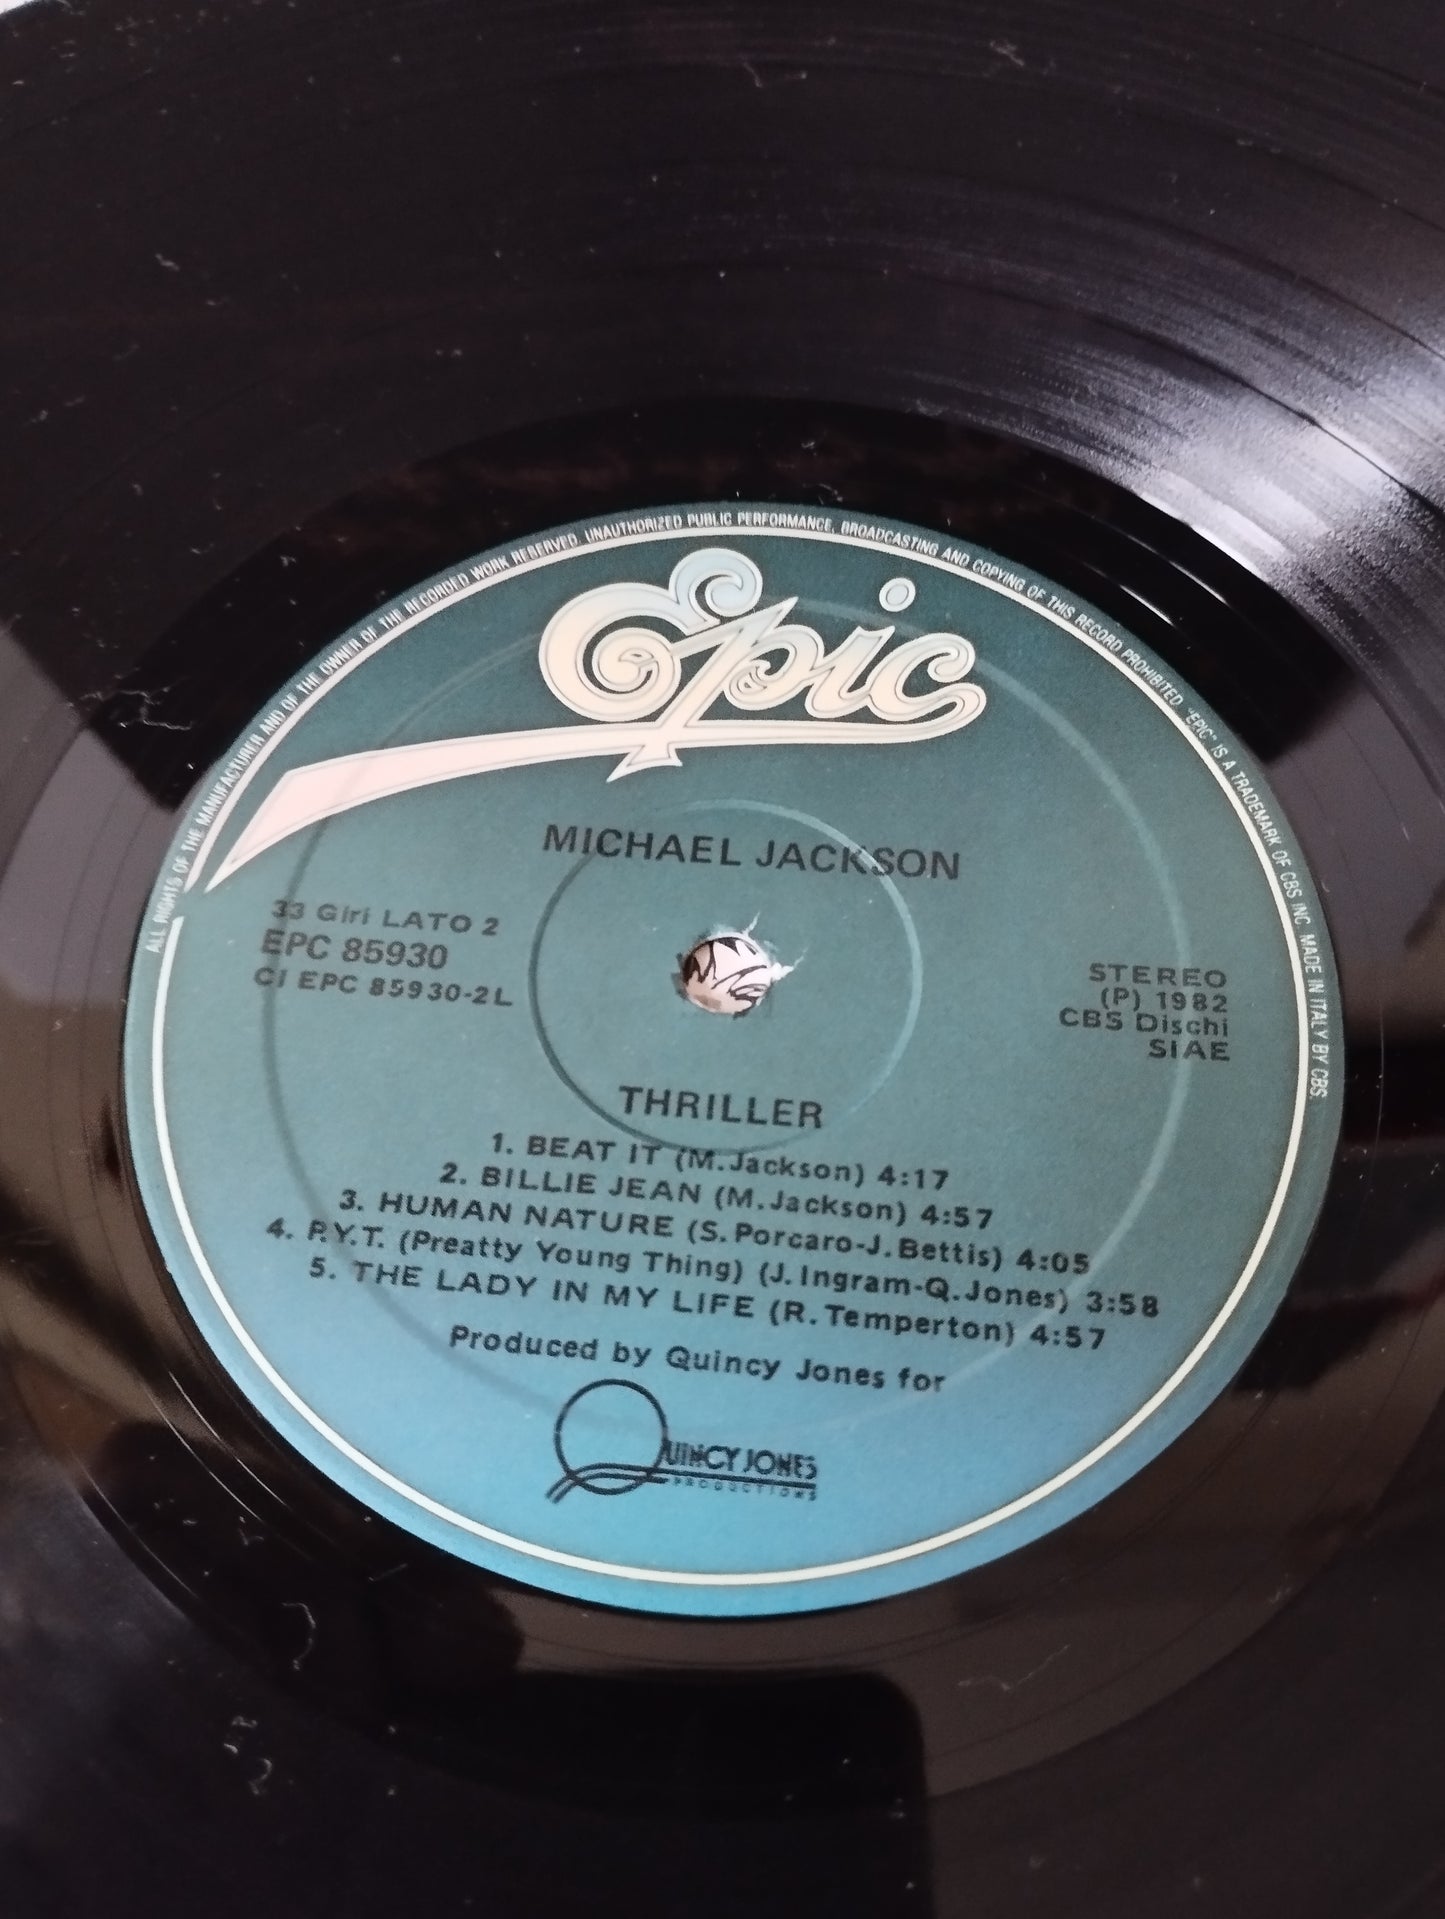 ALL RIGHTS OF THE MANUFACTURER AND OF THE OWNER OF THE RECORDED WORK RESERVED. UNAUTHORIZED PUBLIC PERFORMANCE, BROADCASTING AND COPYING OF THIS RECORD PROHIBITED. "EPIC" IS A TRADEMARK OF CBS INC. MADE IN ITALY BY CBS.
Epic
MICHAEL JACKSON
33 Giri LATO 2
EPC 85930
CI EPC 85930-2L
STEREO
(P) 1982
CBS Dischi
SIAE
THRILLER
1. BEAT IT (M.Jackson) 4:17
2. BILLIE JEAN (M.Jackson) 4:57
3. HUMAN NATURE (S.Porcaro-J.Bettis) 4:05
4. P.Y.T. (Preatty Young Thing) (J.Ingram-Q.Jones) 3:58
5. THE LADY IN MY LIFE (R.Temperton) 4:57
Produced by Quincy Jones for
QUINCY JONES
PRODUCTIONS